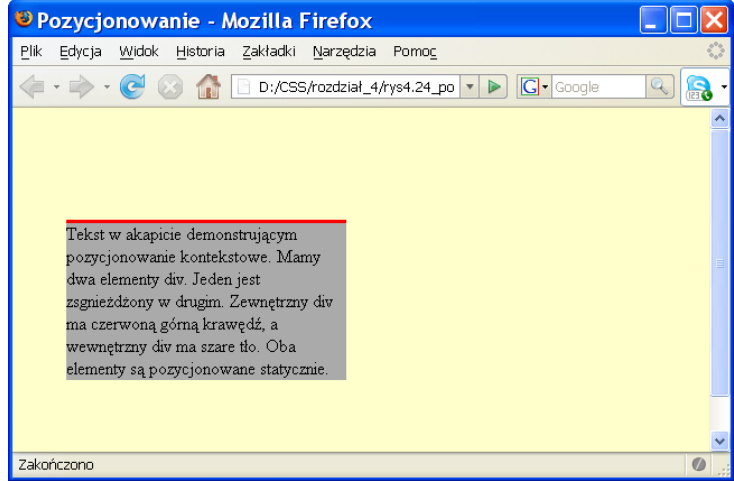 Pozycjonowanie - Mozilla Firefox
Plik Edycja Widok Historia Zakładki Narzędzia Pomoc
D:/CSS/rozdział_4/rys4.24_po G Google 123
Tekst w akapicie demonstrującym
pozycjonowanie kontekstowe. Mamy
dwa elementy div. Jeden jest
zsgnieżdżony w drugim. Zewnętrzny div
ma czerwoną górną krawędź, a
wewnętrzny div ma szare tło. Oba
elementy są pozycjonowane statycznie.
Zakończono